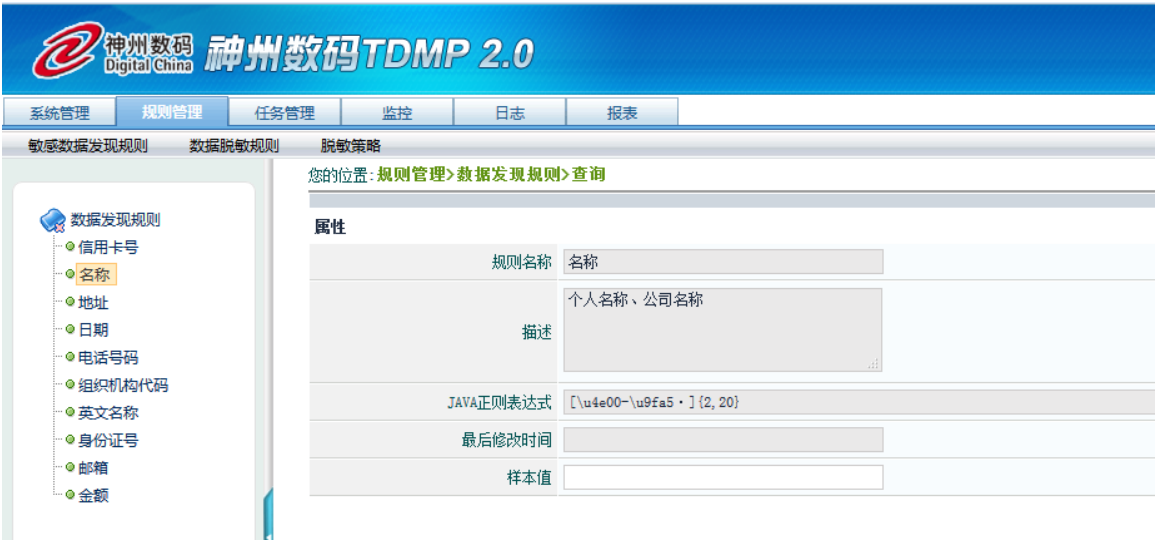 神州数码
Digital China
神州数码TDMP 2.0
系统管理 规则管理 任务管理 监控 日志 报表
敏感数据发现规则 数据脱敏规则 脱敏策略
您的位置:规则管理>数据发现规则>查询
数据发现规则
信用卡号
名称
地址
日期
电话号码
组织机构代码
英文名称
身份证号
邮箱
金额
属性
规则名称 名称
描述 个人名称、公司名称
JAVA正则表达式 [\u4e00-\u9fa5·]{2,20}
最后修改时间
样本值